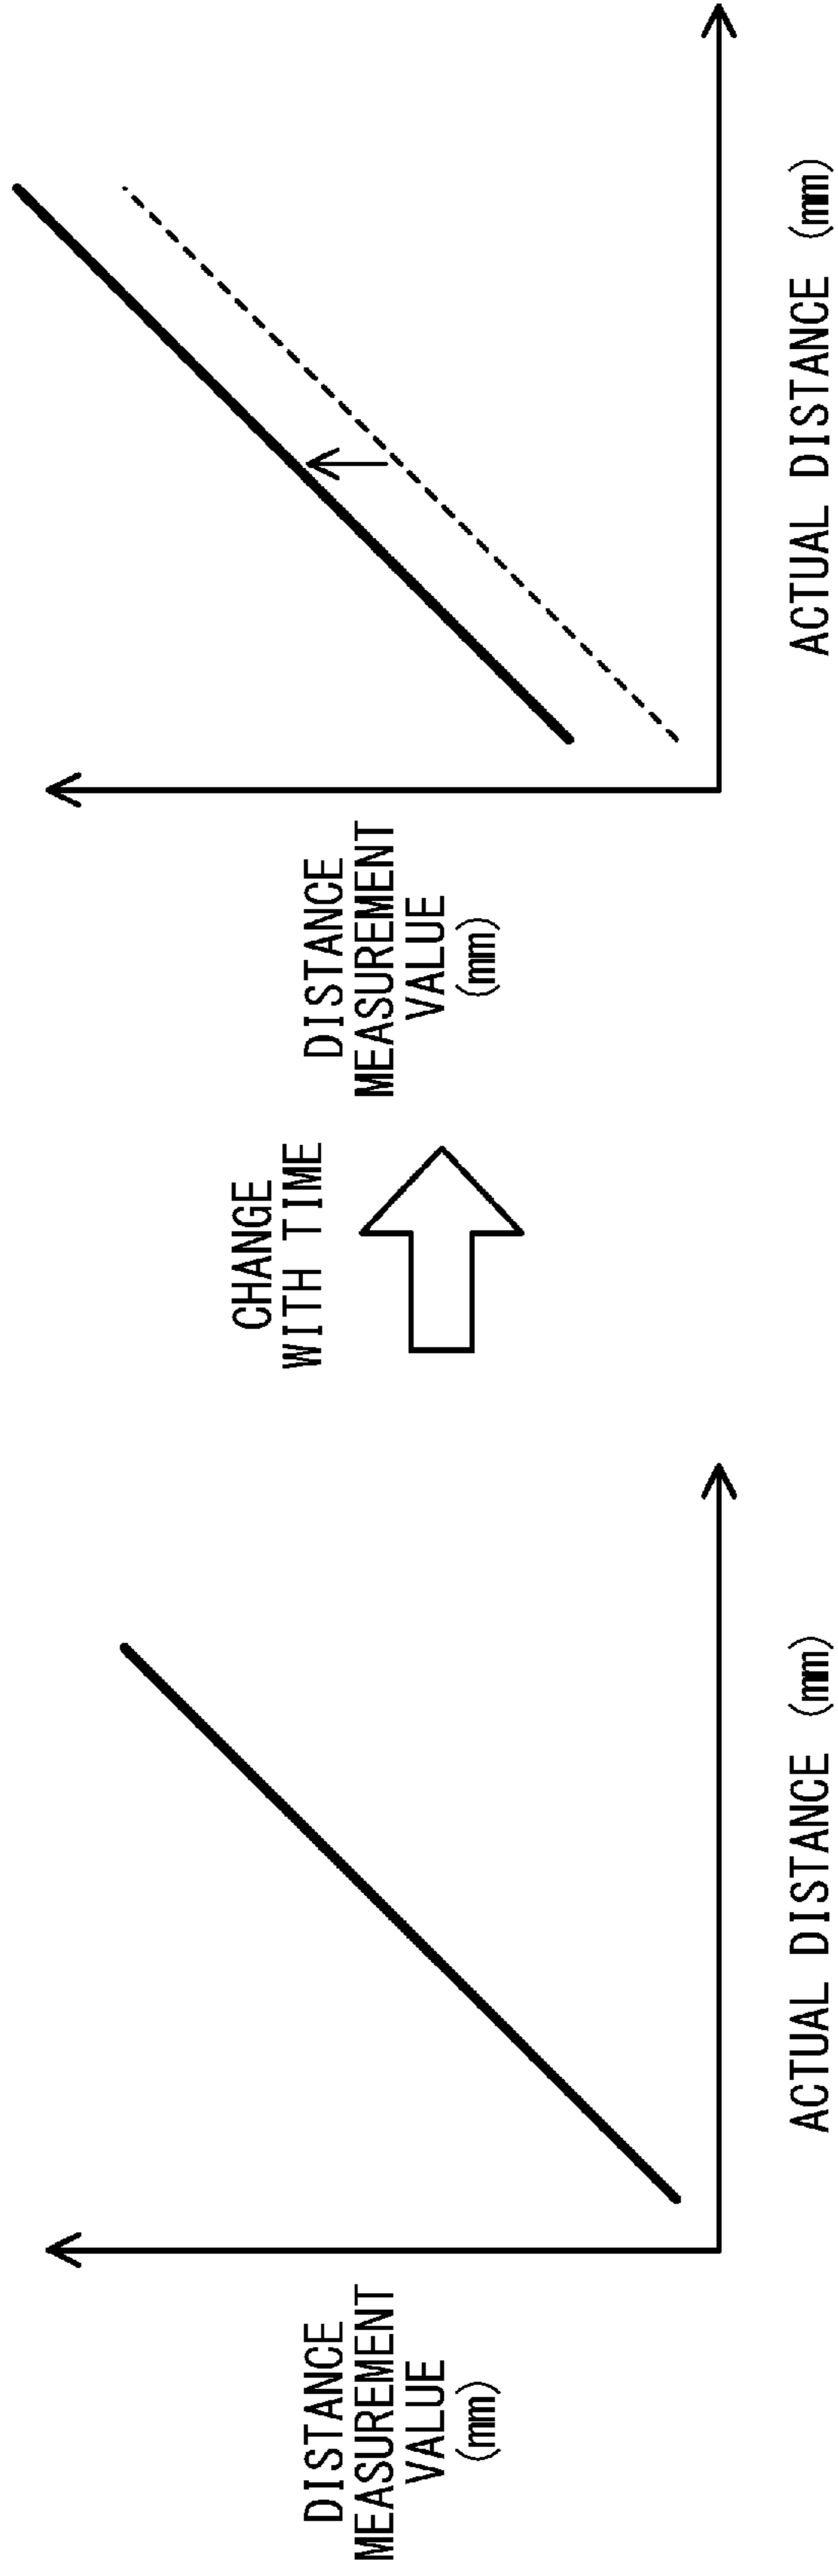 DISTANCE
MEASUREMENT
VALUE
(mm)
ACTUAL DISTANCE (mm)
CHANGE
WITH TIME
DISTANCE
MEASUREMENT
VALUE
(mm)
ACTUAL DISTANCE (mm)